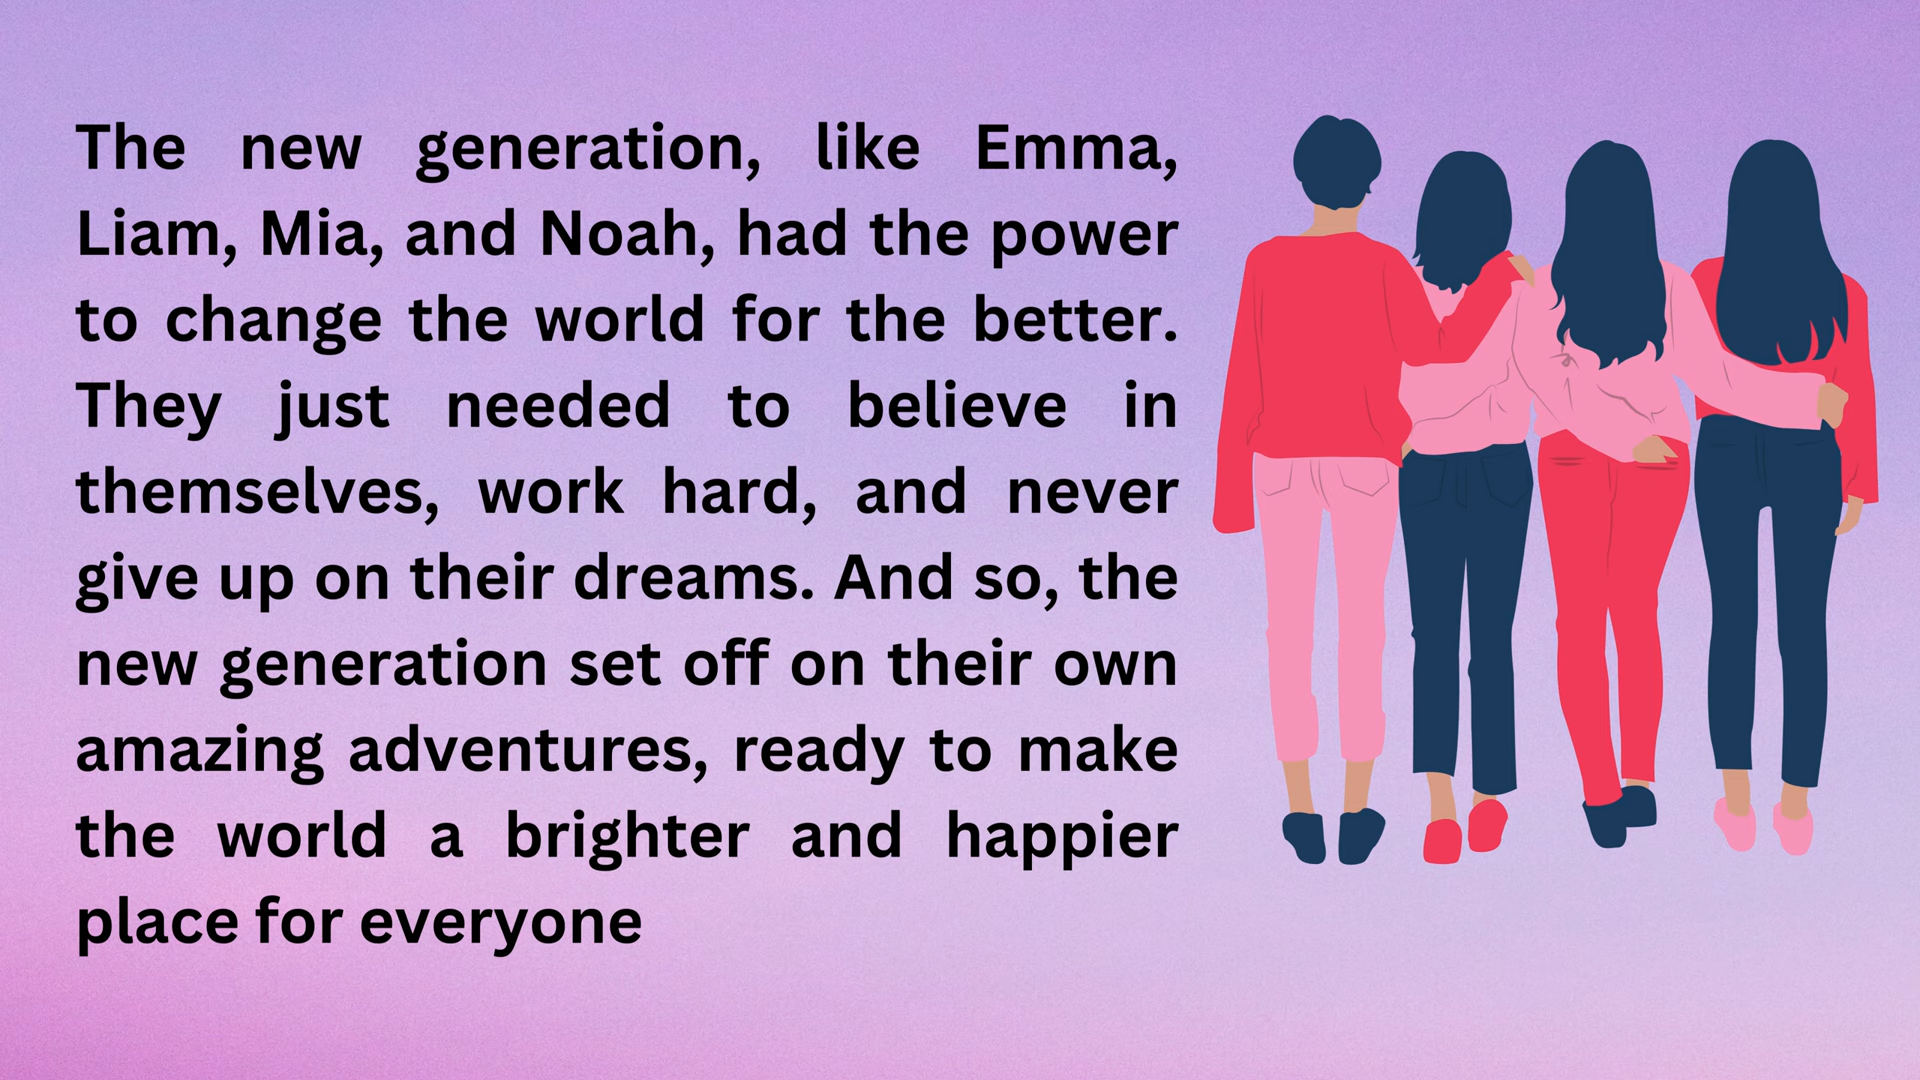 The new generation, like Emma,
Liam, Mia, and Noah, had the power
to change the world for the better.
They just needed to believe in
themselves, work hard, and never
give up on their dreams. And so, the
new generation set off on their own
amazing adventures, ready to make
the world a brighter and happier
place for everyone